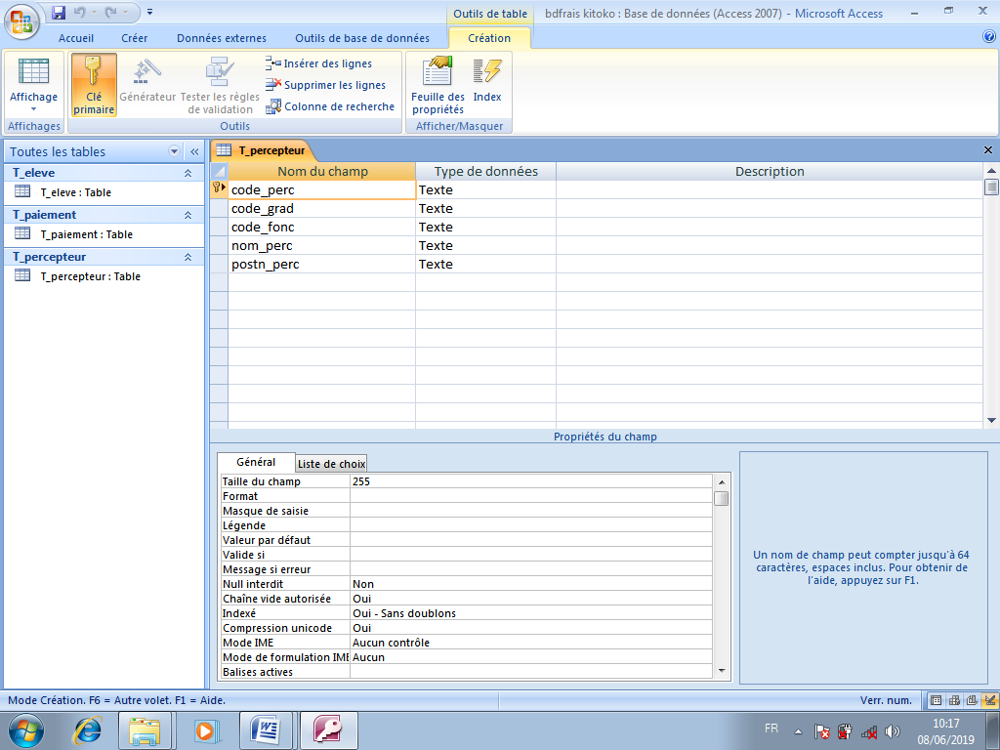 Outils de table
bdfrais kitoko : Base de données (Access 2007) - Microsoft Access
Accueil Créer Données externes Outils de base de données Création
Affichage
Clé primaire
Générateur
Tester les règles de validation
Insérer des lignes
Supprimer les lignes
Colonne de recherche
Feuille des propriétés
Index
Affichages Outils Afficher/Masquer
Toutes les tables
T_eleve
T_eleve : Table
T_paiement
T_paiement : Table
T_percepteur
T_percepteur : Table
T_percepteur
Nom du champ Type de données Description
code_perc Texte
code_grad Texte
code_fonc Texte
nom_perc Texte
postn_perc Texte
Propriétés du champ
Général Liste de choix
Taille du champ 255
Format
Masque de saisie
Légende
Valeur par défaut
Valide si
Message si erreur
Null interdit Non
Chaîne vide autorisée Oui
Indexé Oui - Sans doublons
Compression unicode Oui
Mode IME Aucun contrôle
Mode de formulation IME Aucun
Balises actives
Un nom de champ peut compter jusqu'à 64
caractères, espaces inclus. Pour obtenir de
l'aide, appuyez sur F1.
Mode Création. F6 = Autre volet. F1 = Aide.
Verr. num.
FR
10:17
08/06/2019